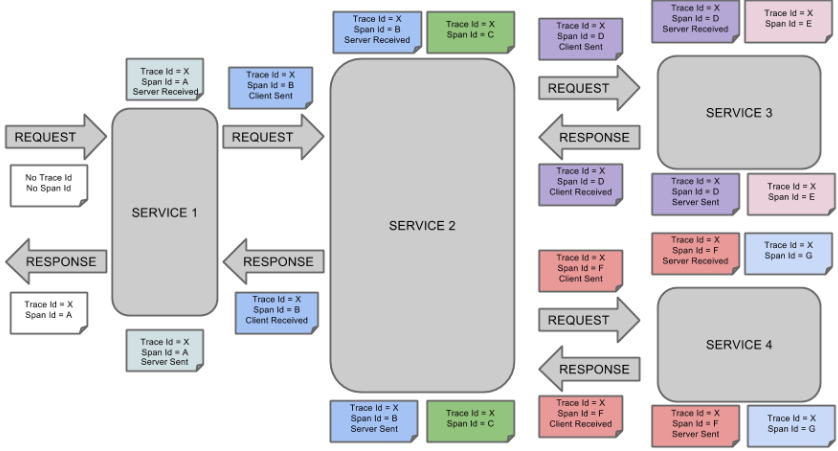 Trace Id = X
Span Id = B
Server Received
Trace Id = X
Span Id = C
Trace Id = X
Span Id = D
Server Received
Trace Id = X
Span Id = E
Trace Id = X
Span Id = D
Client Sent
Trace Id = X
Span Id = A
Server Received
Trace Id = X
Span Id = B
Client Sent
REQUEST
SERVICE 3
REQUEST
REQUEST
RESPONSE
No Trace Id
No Span Id
Trace Id = X
Span Id = D
Client Received
Trace Id = X
Span Id = D
Server Sent
Trace Id = X
Span Id = E
SERVICE 1
SERVICE 2
RESPONSE
RESPONSE
Trace Id = X
Span Id = F
Client Sent
Trace Id = X
Span Id = F
Server Received
Trace Id = X
Span Id = G
Trace Id = X
Span Id = A
Trace Id = X
Span Id = B
Client Received
REQUEST
SERVICE 4
Trace Id = X
Span Id = A
Server Sent
RESPONSE
Trace Id = X
Span Id = B
Server Sent
Trace Id = X
Span Id = C
Trace Id = X
Span Id = F
Client Received
Trace Id = X
Span Id = F
Server Sent
Trace Id = X
Span Id = G